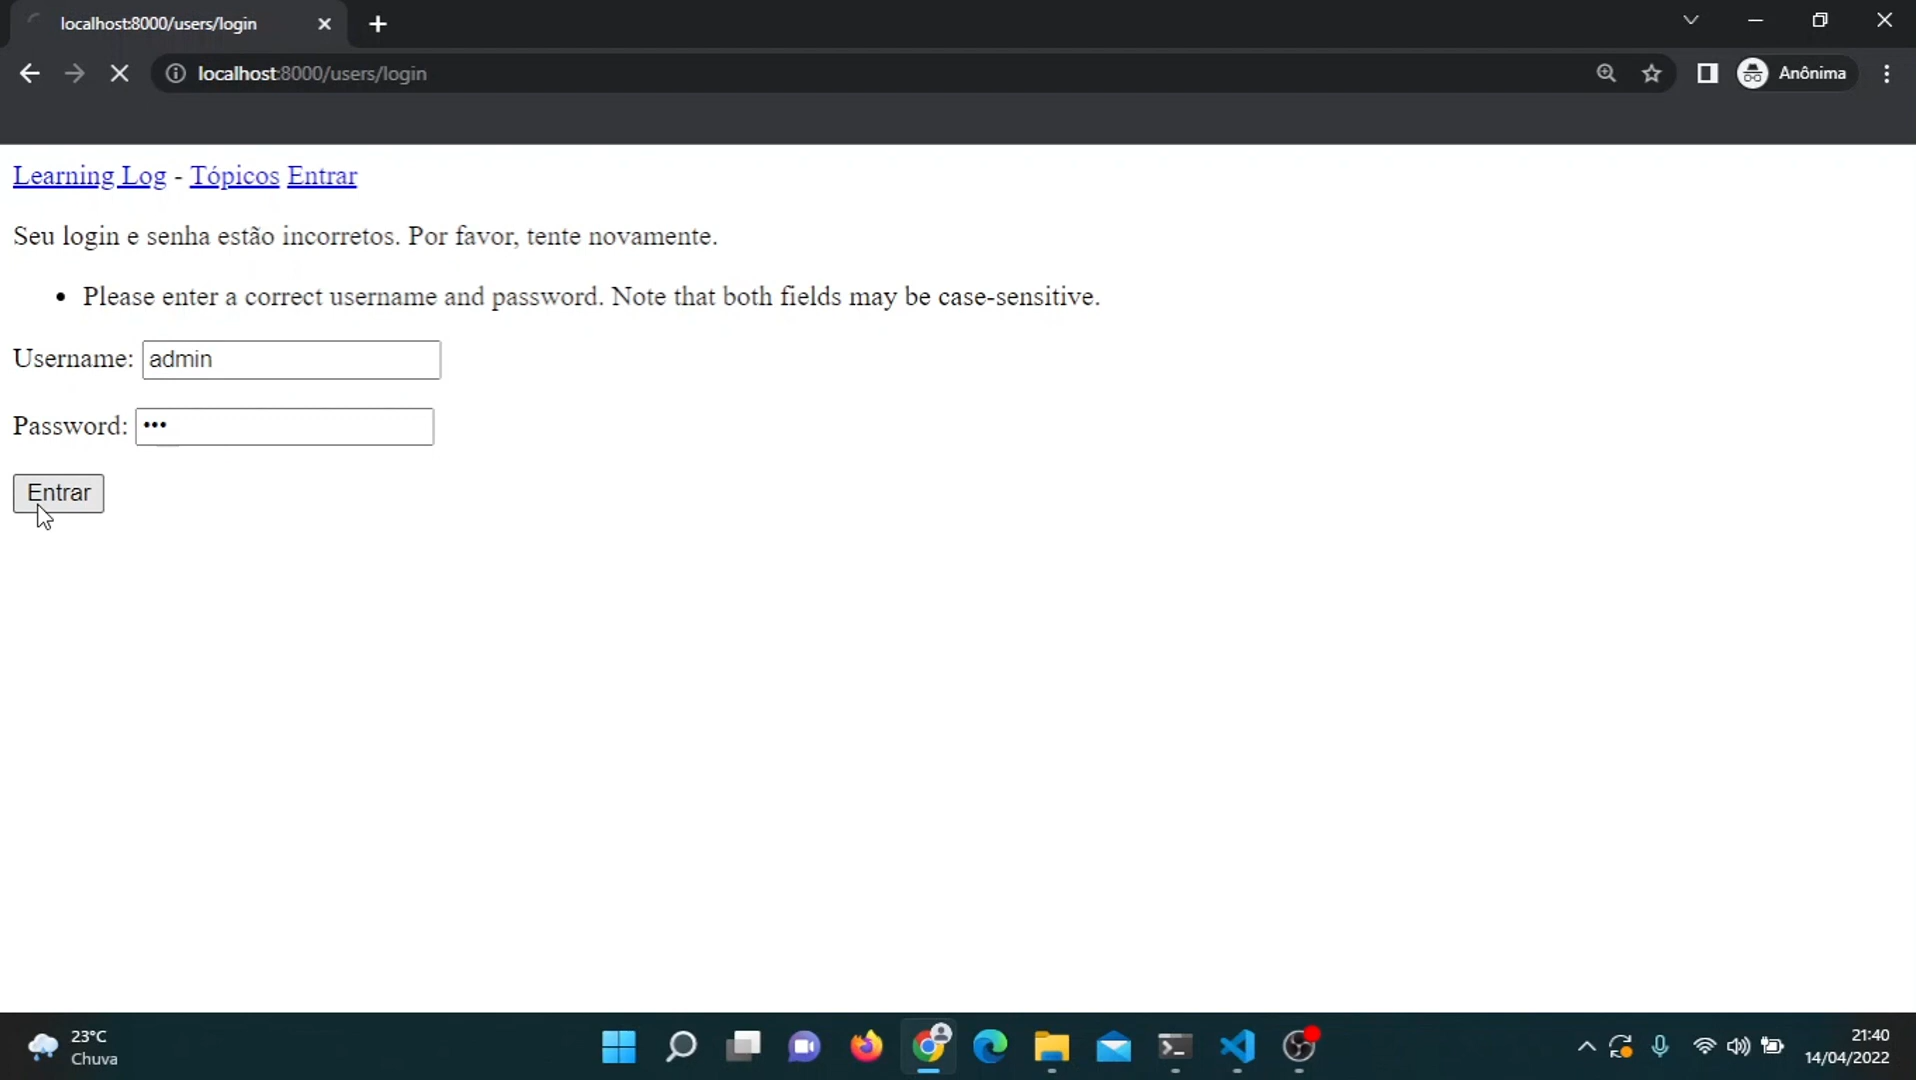 localhost:8000/users/login
localhost:8000/users/login
Anônima
Learning Log - Tópicos Entrar
Seu login e senha estão incorretos. Por favor, tente novamente.
• Please enter a correct username and password. Note that both fields may be case-sensitive.
Username: admin
Password: •••
Entrar
23°C
Chuva
21:40
14/04/2022